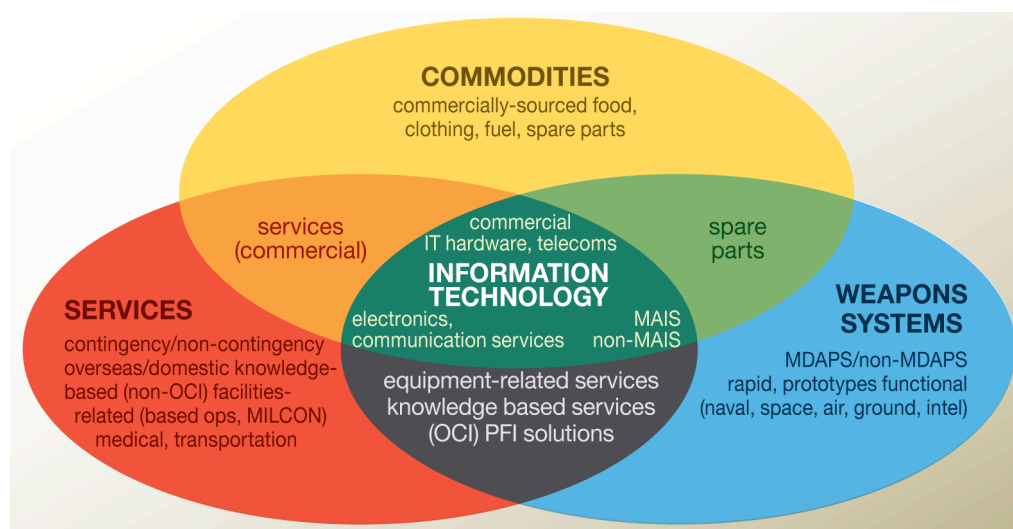 COMMODITIES
commercially-sourced food,
clothing, fuel, spare parts
services
(commercial)
commercial
IT hardware, telecoms
spare
parts
INFORMATION
TECHNOLOGY
electronics,
communication services
MAIS
non-MAIS
SERVICES
contingency/non-contingency
overseas/domestic knowledge-
based (non-OCI) facilities-
related (based ops, MILCON)
medical, transportation
WEAPONS
SYSTEMS
MDAPS/non-MDAPS
rapid, prototypes functional
(naval, space, air, ground, intel)
equipment-related services
knowledge based services
(OCI) PFI solutions